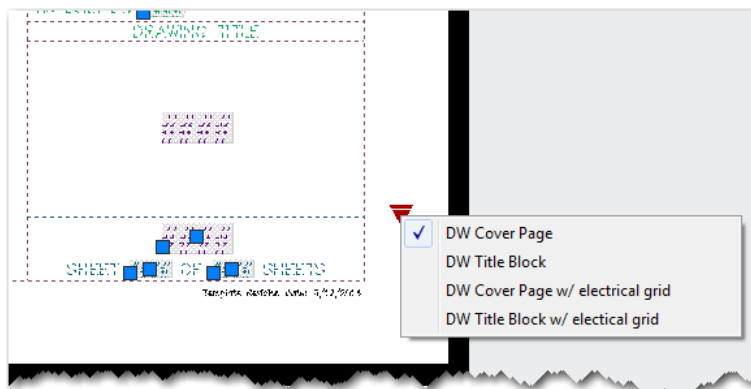 DRAWING TITLE
SHEET OF SHEETS
DW Cover Page
DW Title Block
DW Cover Page w/ electrical grid
DW Title Block w/ electical grid